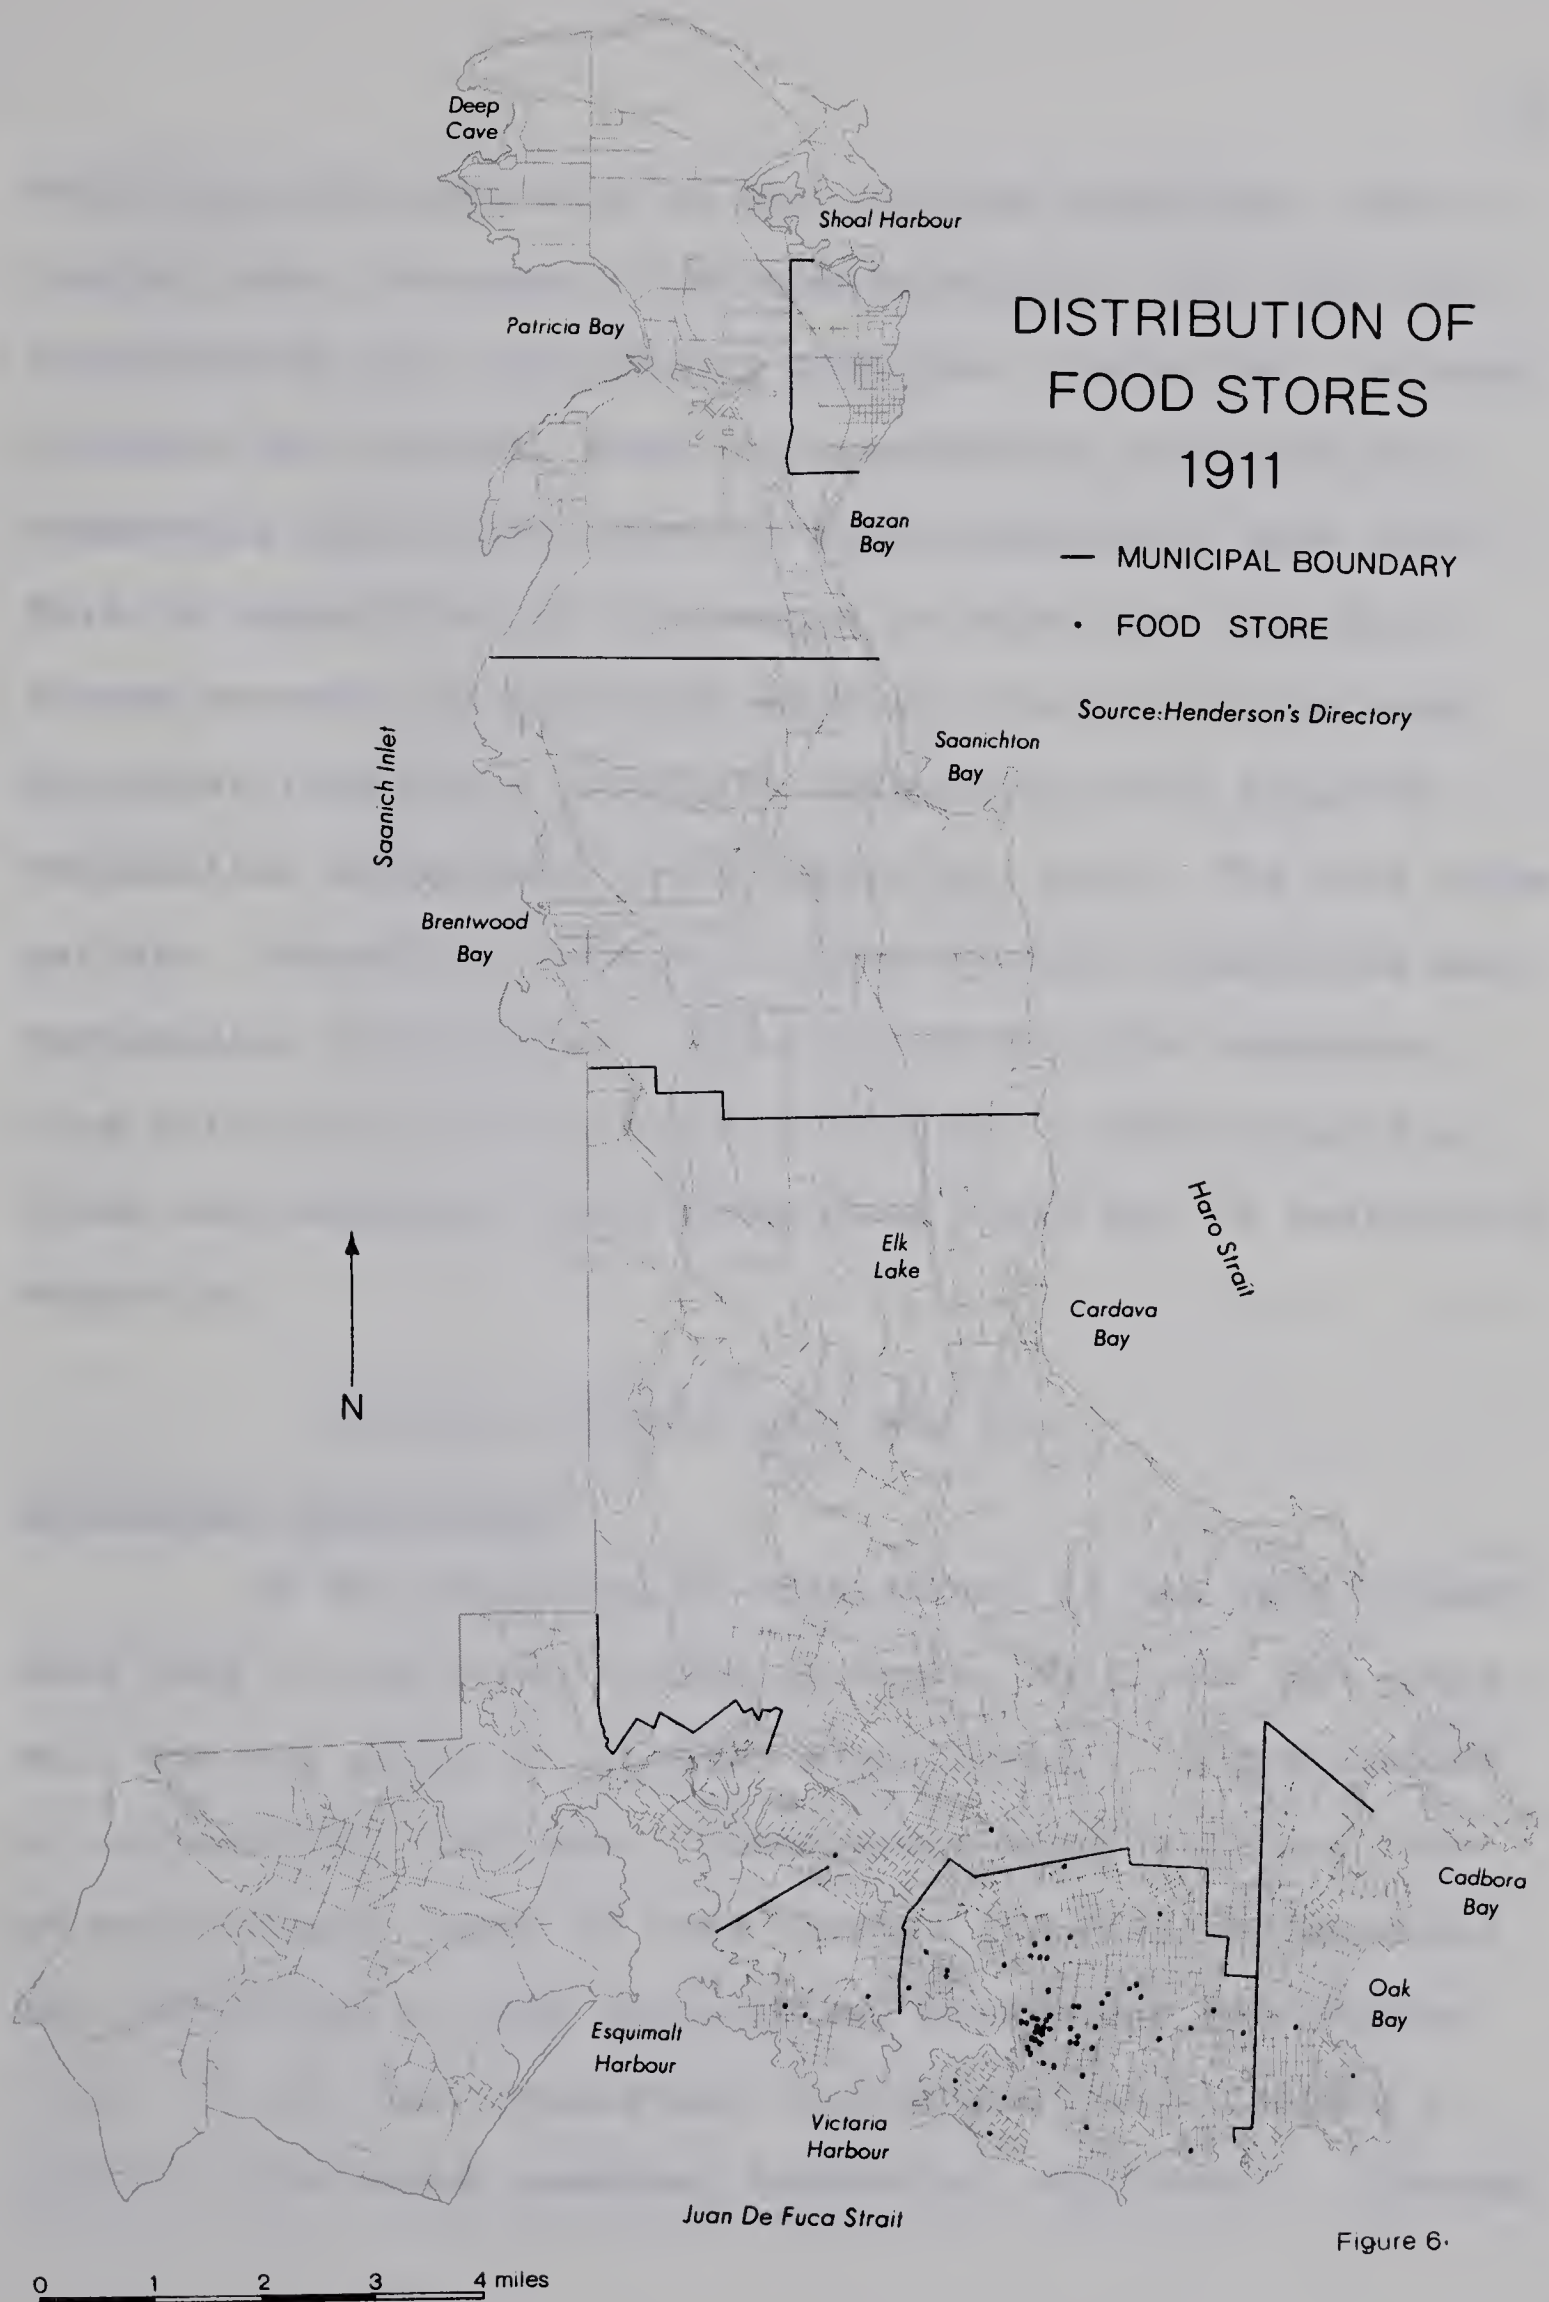 Deep
Cave
Shoal Harbour
Patricia Bay
DISTRIBUTION OF
FOOD STORES
1911
Bazan
Bay
— MUNICIPAL BOUNDARY
• FOOD STORE
Source: Henderson's Directory
Saanich Inlet
Saanichton
Bay
Brentwood
Bay
Haro Strait
Elk
Lake
Cardava
Bay
N
Cadbora
Bay
Oak
Bay
Esquimalt
Harbour
Victaria
Harbour
Juan De Fuca Strait
Figure 6.
0 1 2 3 4 miles